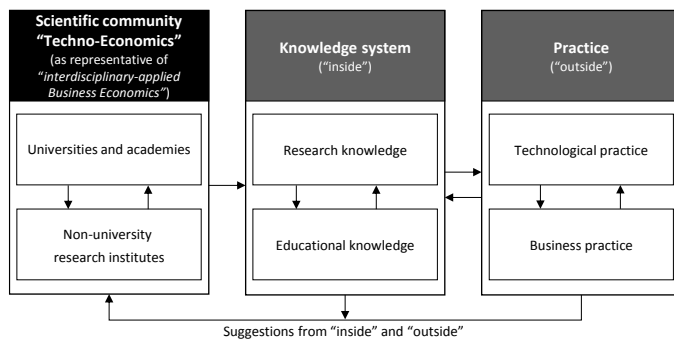 Scientific community
“Techno-Economics”
(as representative of
“interdisciplinary-applied
Business Economics”)
Universities and academies
Non-university
research institutes
Knowledge system
(“inside”)
Research knowledge
Educational knowledge
Practice
(“outside”)
Technological practice
Business practice
Suggestions from “inside” and “outside”